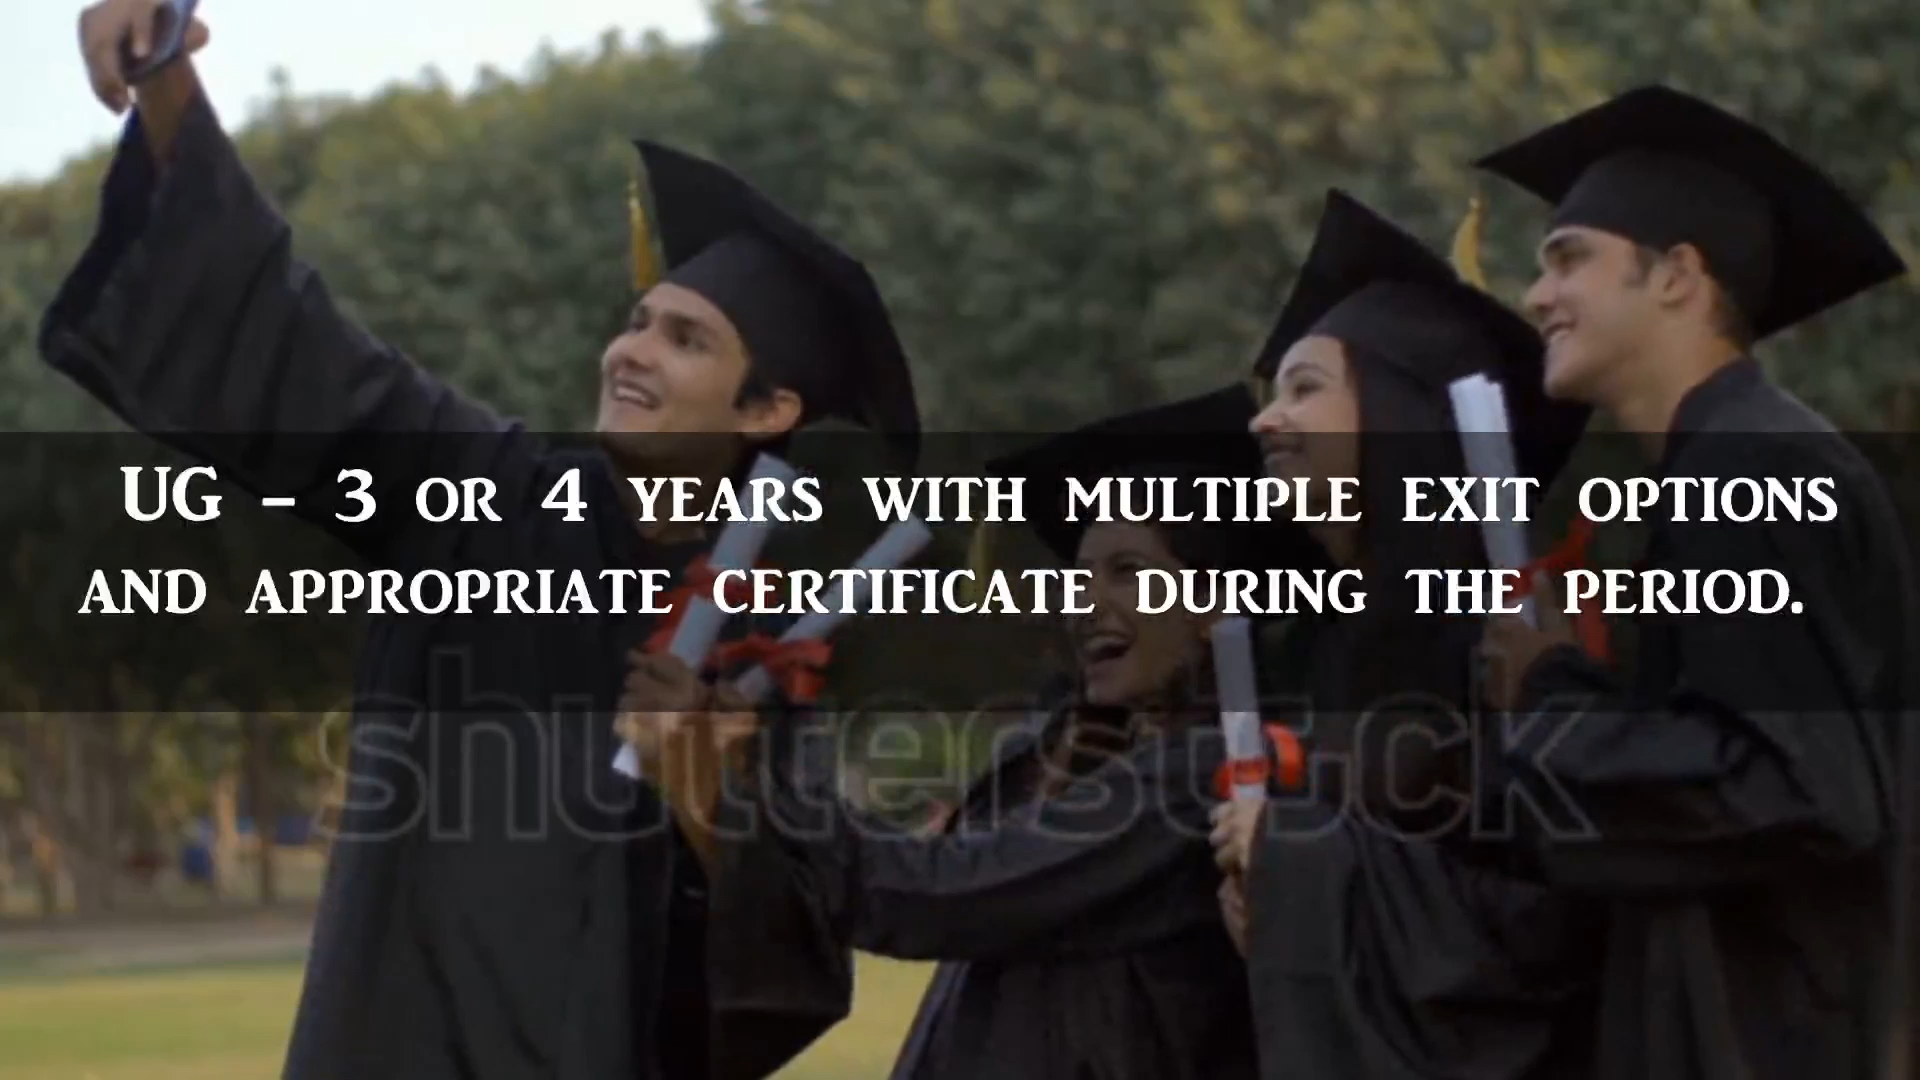 UG – 3 OR 4 YEARS WITH MULTIPLE EXIT OPTIONS
AND APPROPRIATE CERTIFICATE DURING THE PERIOD.
shutterstock